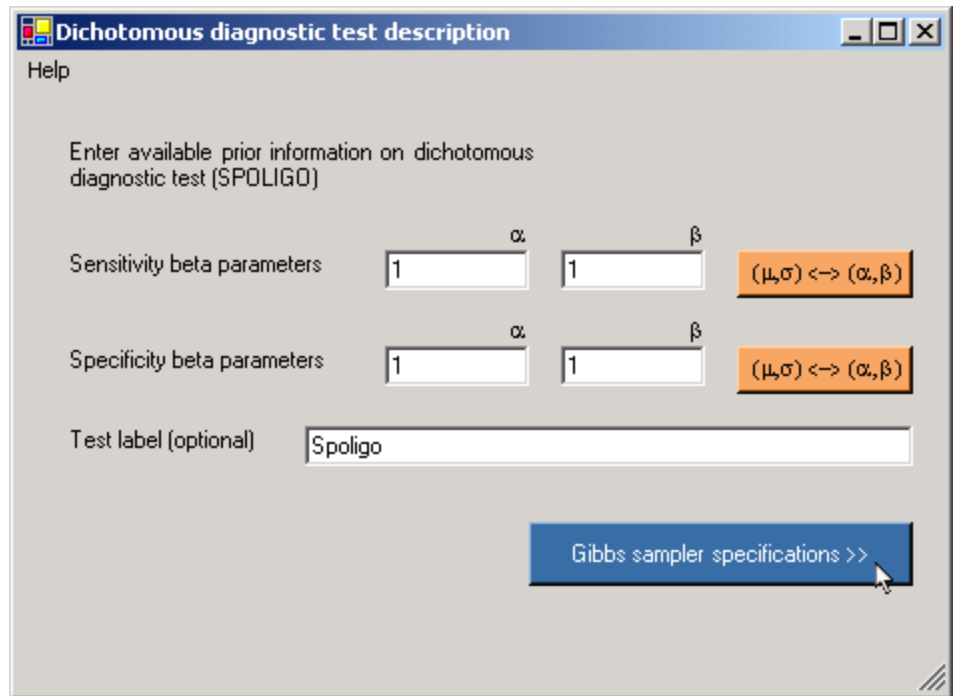 Dichotomous diagnostic test description
Help
Enter available prior information on dichotomous
diagnostic test (SPOLIGO)
α β
Sensitivity beta parameters 1 1 (μ,σ) <-> (α,β)
α β
Specificity beta parameters 1 1 (μ,σ) <-> (α,β)
Test label (optional) Spoligo
Gibbs sampler specifications >>